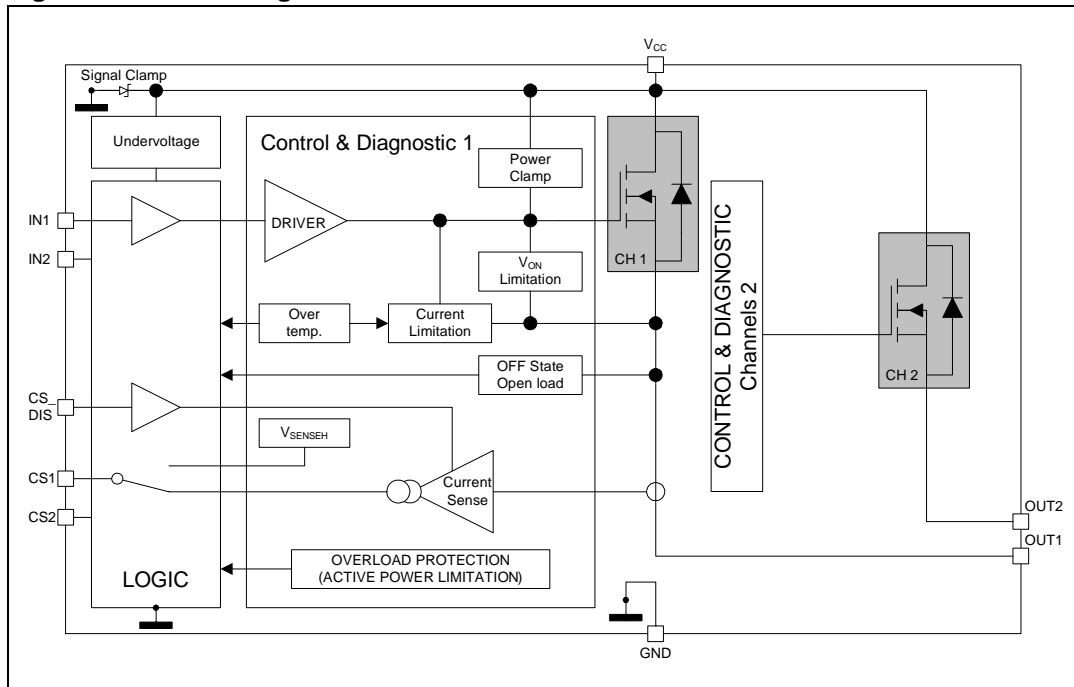 VCC
Signal Clamp
Undervoltage
Control & Diagnostic 1
Power
Clamp
IN1
DRIVER
IN2
VON
Limitation
CH 1
CONTROL & DIAGNOSTIC
Channels 2
Over
temp.
Current
Limitation
OFF State
Open load
CH 2
CS_
DIS
VSENSEH
CS1
Current
Sense
CS2
OUT2
OUT1
OVERLOAD PROTECTION
(ACTIVE POWER LIMITATION)
LOGIC
GND